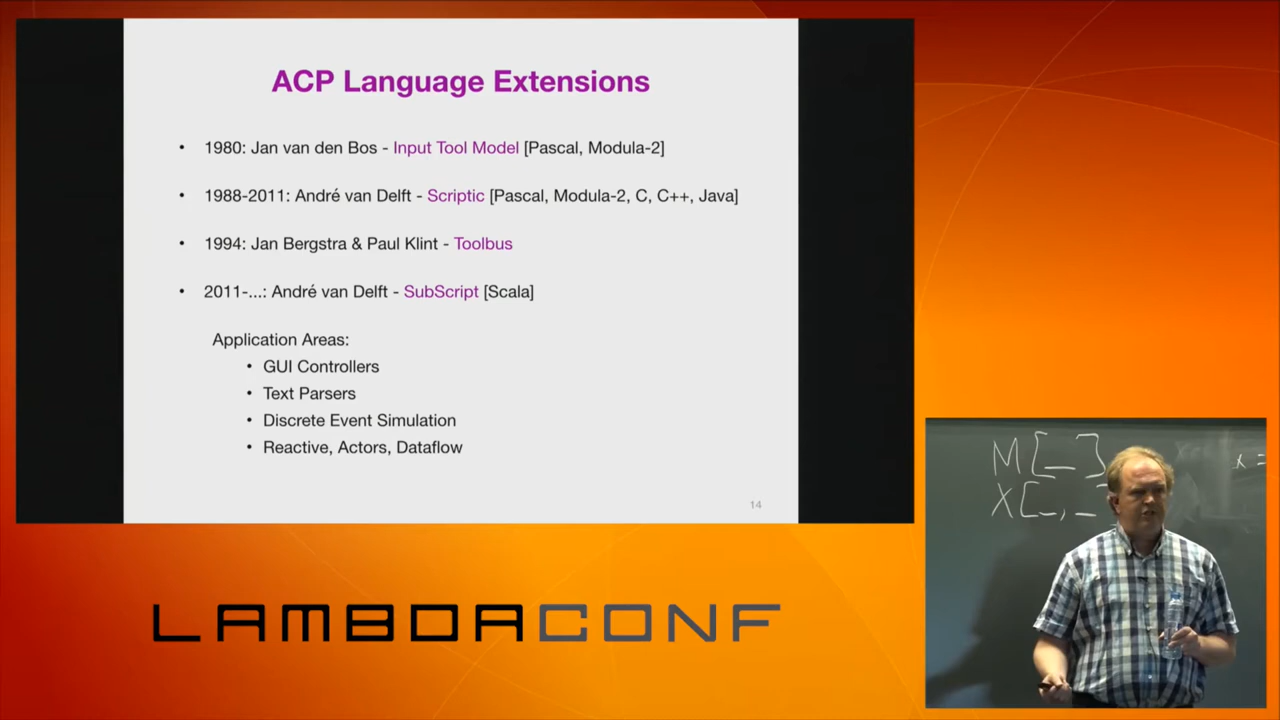 ACP Language Extensions
• 1980: Jan van den Bos - Input Tool Model [Pascal, Modula-2]
• 1988-2011: André van Delft - Scriptic [Pascal, Modula-2, C, C++, Java]
• 1994: Jan Bergstra & Paul Klint - Toolbus
• 2011-...: André van Delft - SubScript [Scala]
Application Areas:
• GUI Controllers
• Text Parsers
• Discrete Event Simulation
• Reactive, Actors, Dataflow
14
M[_]
X[_,_
x =
LAMBDACONF